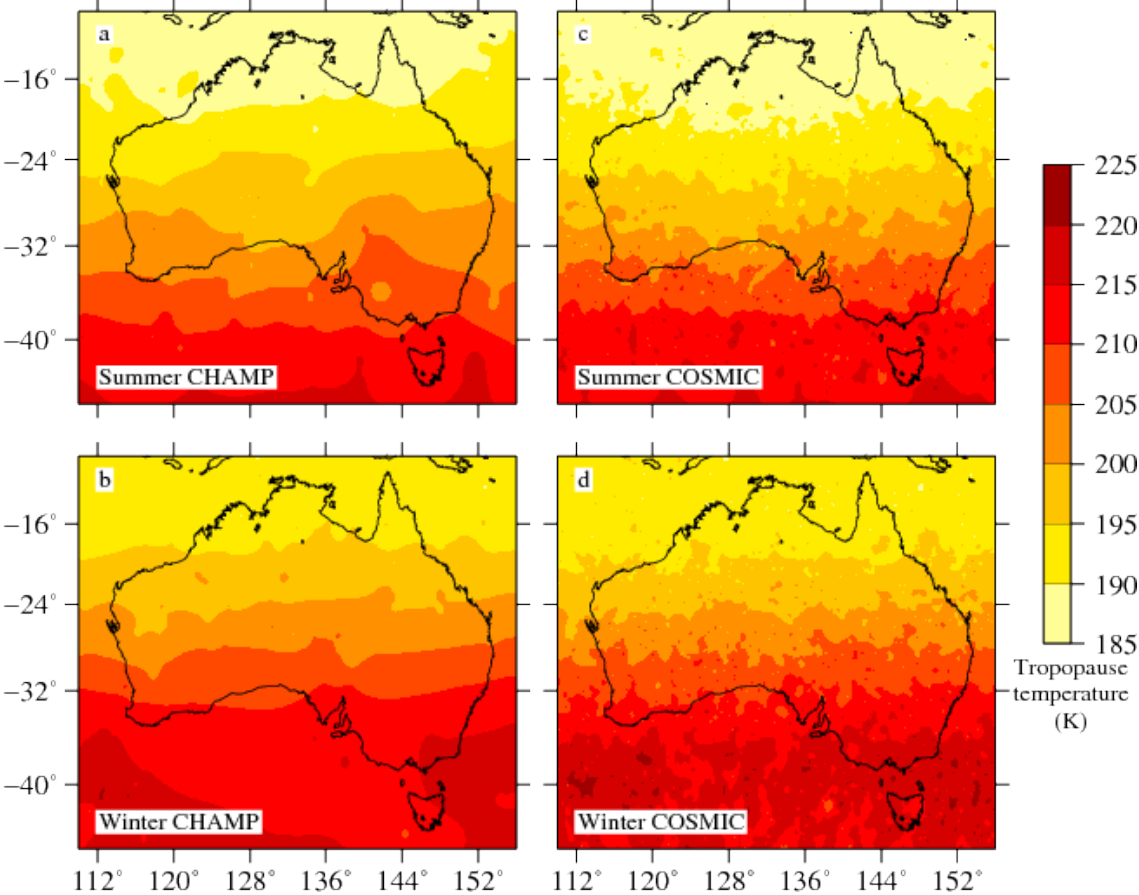 a
c
−16°
−24°
−32°
−40°
Summer CHAMP
Summer COSMIC
225
220
215
210
205
200
195
190
185
Tropopause
temperature
(K)
b
d
−16°
−24°
−32°
−40°
Winter CHAMP
Winter COSMIC
112° 120° 128° 136° 144° 152° 112° 120° 128° 136° 144° 152°